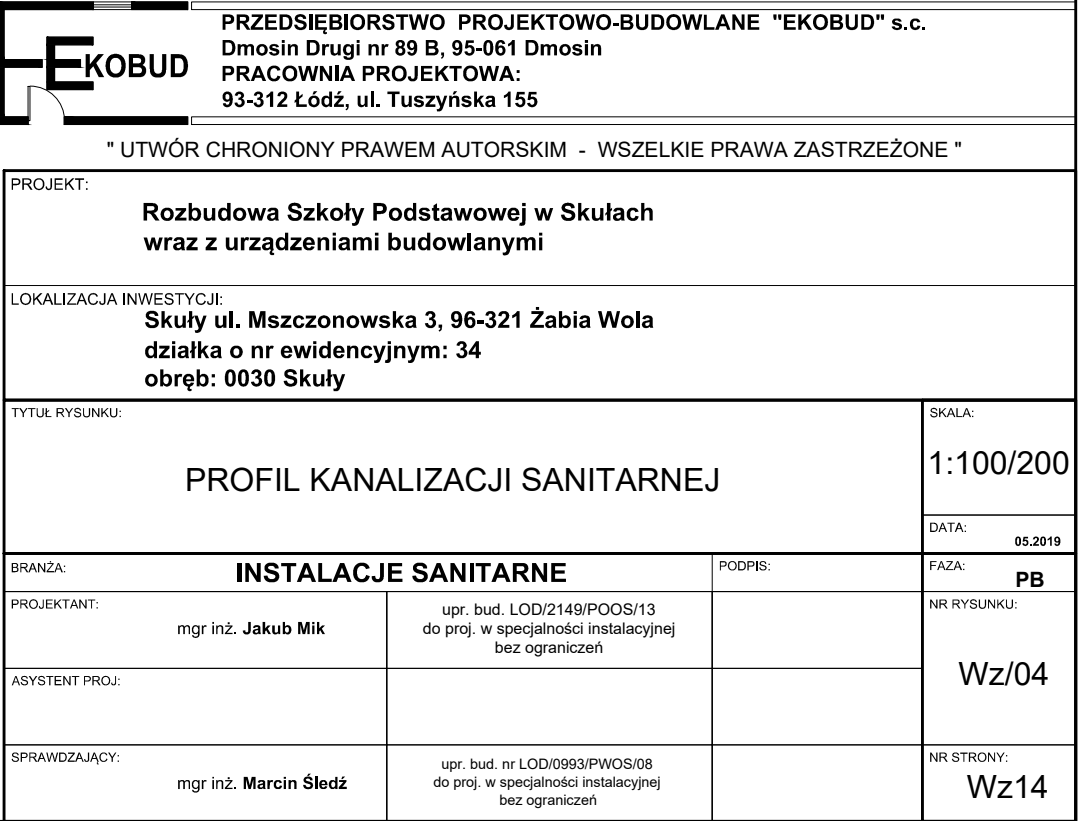 EKOBUD
PRZEDSIĘBIORSTWO PROJEKTOWO-BUDOWLANE "EKOBUD" s.c.
Dmosin Drugi nr 89 B, 95-061 Dmosin
PRACOWNIA PROJEKTOWA:
93-312 Łódź, ul. Tuszyńska 155
" UTWÓR CHRONIONY PRAWEM AUTORSKIM - WSZELKIE PRAWA ZASTRZEŻONE "
PROJEKT:
Rozbudowa Szkoły Podstawowej w Skułach
wraz z urządzeniami budowlanymi
LOKALIZACJA INWESTYCJI:
Skuły ul. Mszczonowska 3, 96-321 Żabia Wola
działka o nr ewidencyjnym: 34
obręb: 0030 Skuły
TYTUŁ RYSUNKU:
PROFIL KANALIZACJI SANITARNEJ
SKALA:
1:100/200
DATA:
05.2019
BRANŻA:
INSTALACJE SANITARNE
PODPIS:
FAZA:
PB
PROJEKTANT:
mgr inż. Jakub Mik
upr. bud. LOD/2149/POOS/13
do proj. w specjalności instalacyjnej
bez ograniczeń
NR RYSUNKU:
Wz/04
ASYSTENT PROJ:
SPRAWDZAJĄCY:
mgr inż. Marcin Śledź
upr. bud. nr LOD/0993/PWOS/08
do proj. w specjalności instalacyjnej
bez ograniczeń
NR STRONY:
Wz14